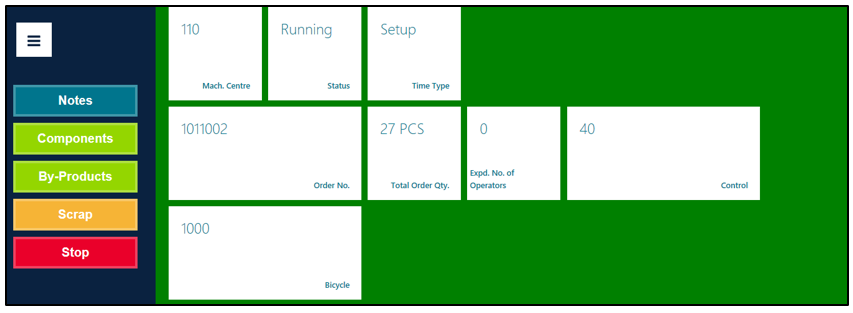 Notes
Components
By-Products
Scrap
Stop
110
Mach. Centre
Running
Status
Setup
Time Type
1011002
Order No.
27 PCS
Total Order Qty.
0
Expd. No. of
Operators
40
Control
1000
Bicycle